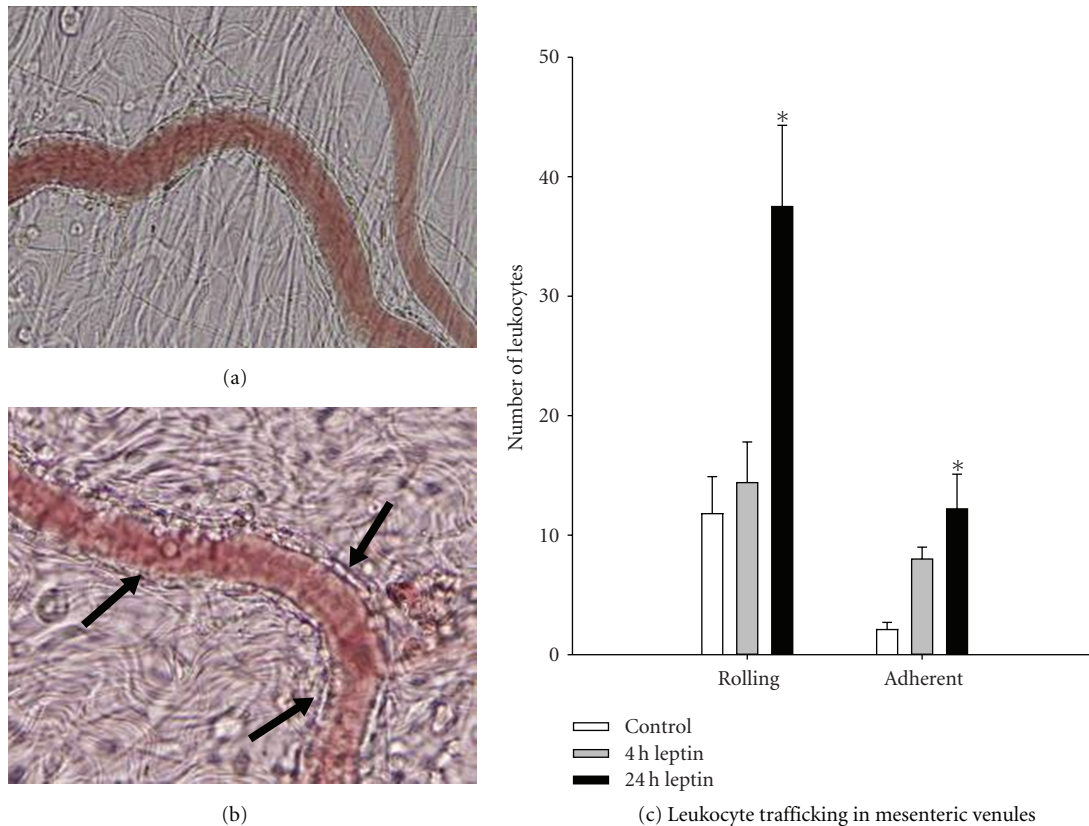 (a)
(b)
50
40
30
20
10
0
Number of leukocytes
*
*
Rolling
Adherent
Control
4 h leptin
24 h leptin
(c) Leukocyte trafficking in mesenteric venules